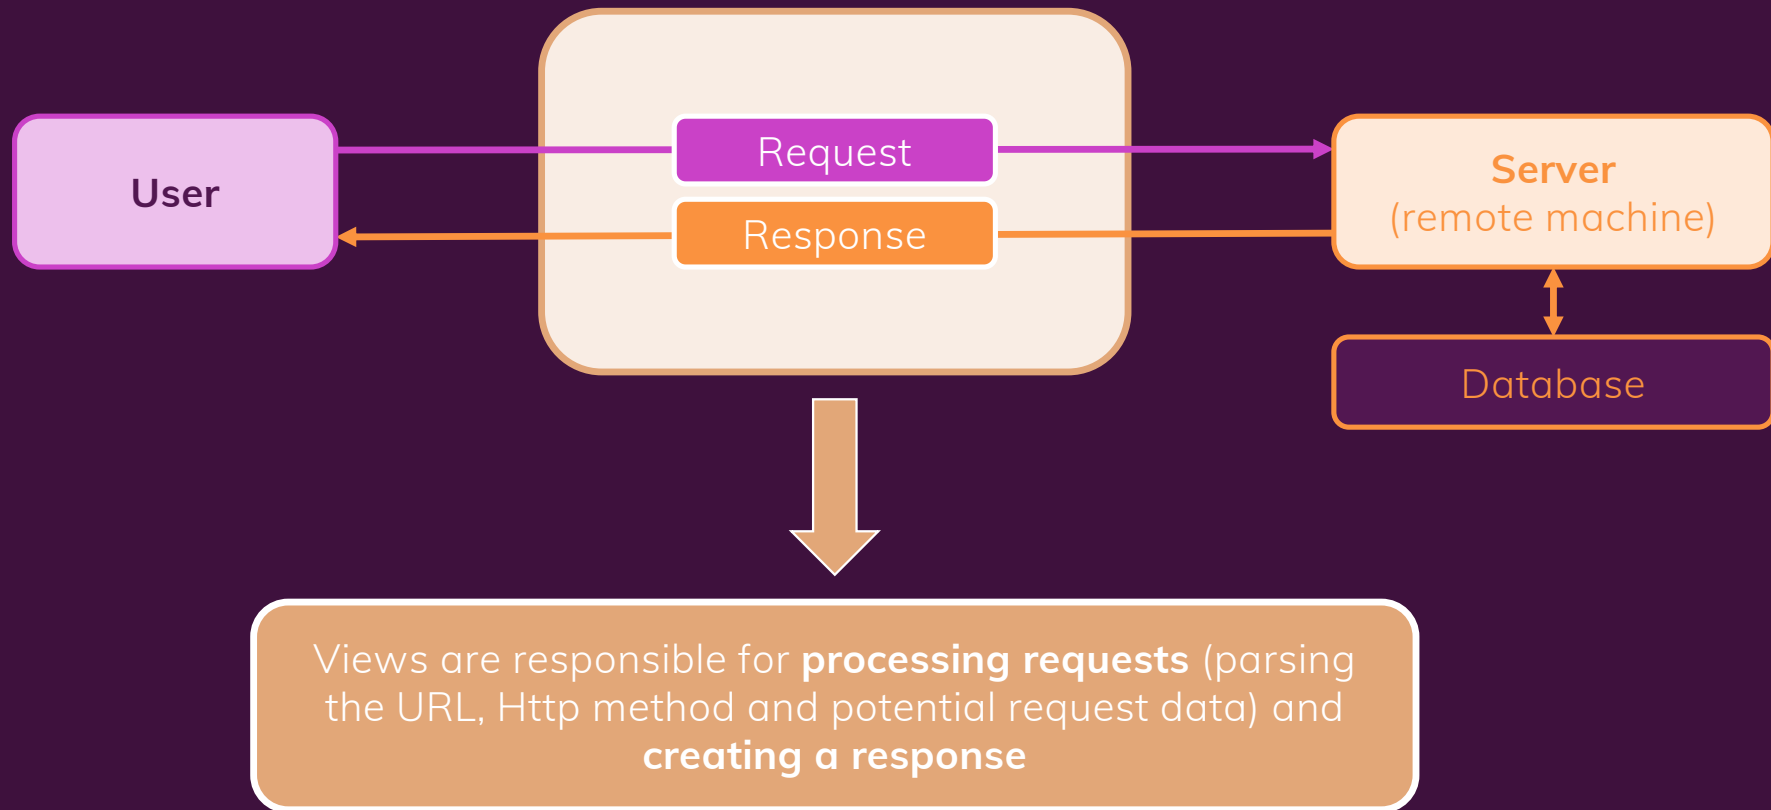 User
Request
Response
Server
(remote machine)
Database
Views are responsible for processing requests (parsing
the URL, Http method and potential request data) and
creating a response